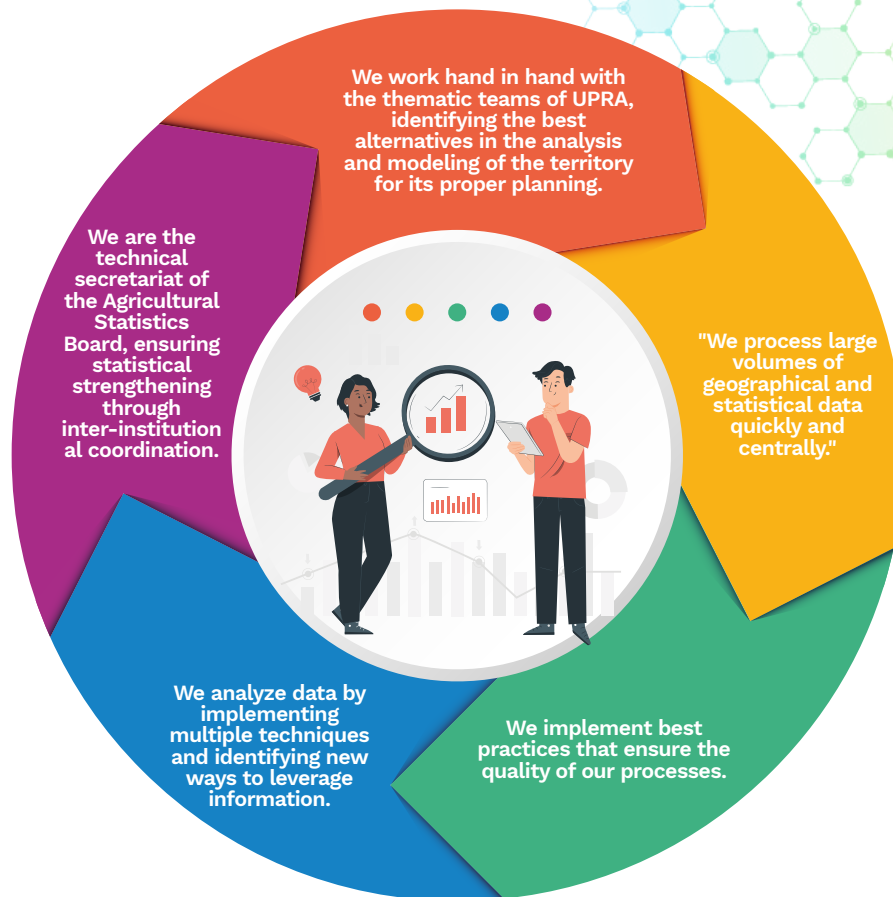 We work hand in hand with
the thematic teams of UPRA,
identifying the best
alternatives in the analysis
and modeling of the territory
for its proper planning.
"We process large
volumes of
geographical and
statistical data
quickly and
centrally."
We implement best
practices that ensure the
quality of our processes.
We analyze data by
implementing
multiple techniques
and identifying new
ways to leverage
information.
We are the
technical
secretariat of
the Agricultural
Statistics
Board, ensuring
statistical
strengthening
through
inter-institution
al coordination.